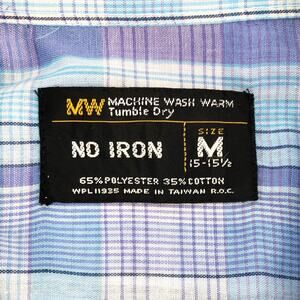 MW MACHINE WASH WARM
Tumble Dry
NO IRON
SIZE
M
15-15½
65% POLYESTER 35% COTTON
WPL 11935 MADE IN TAIWAN R.O.C.